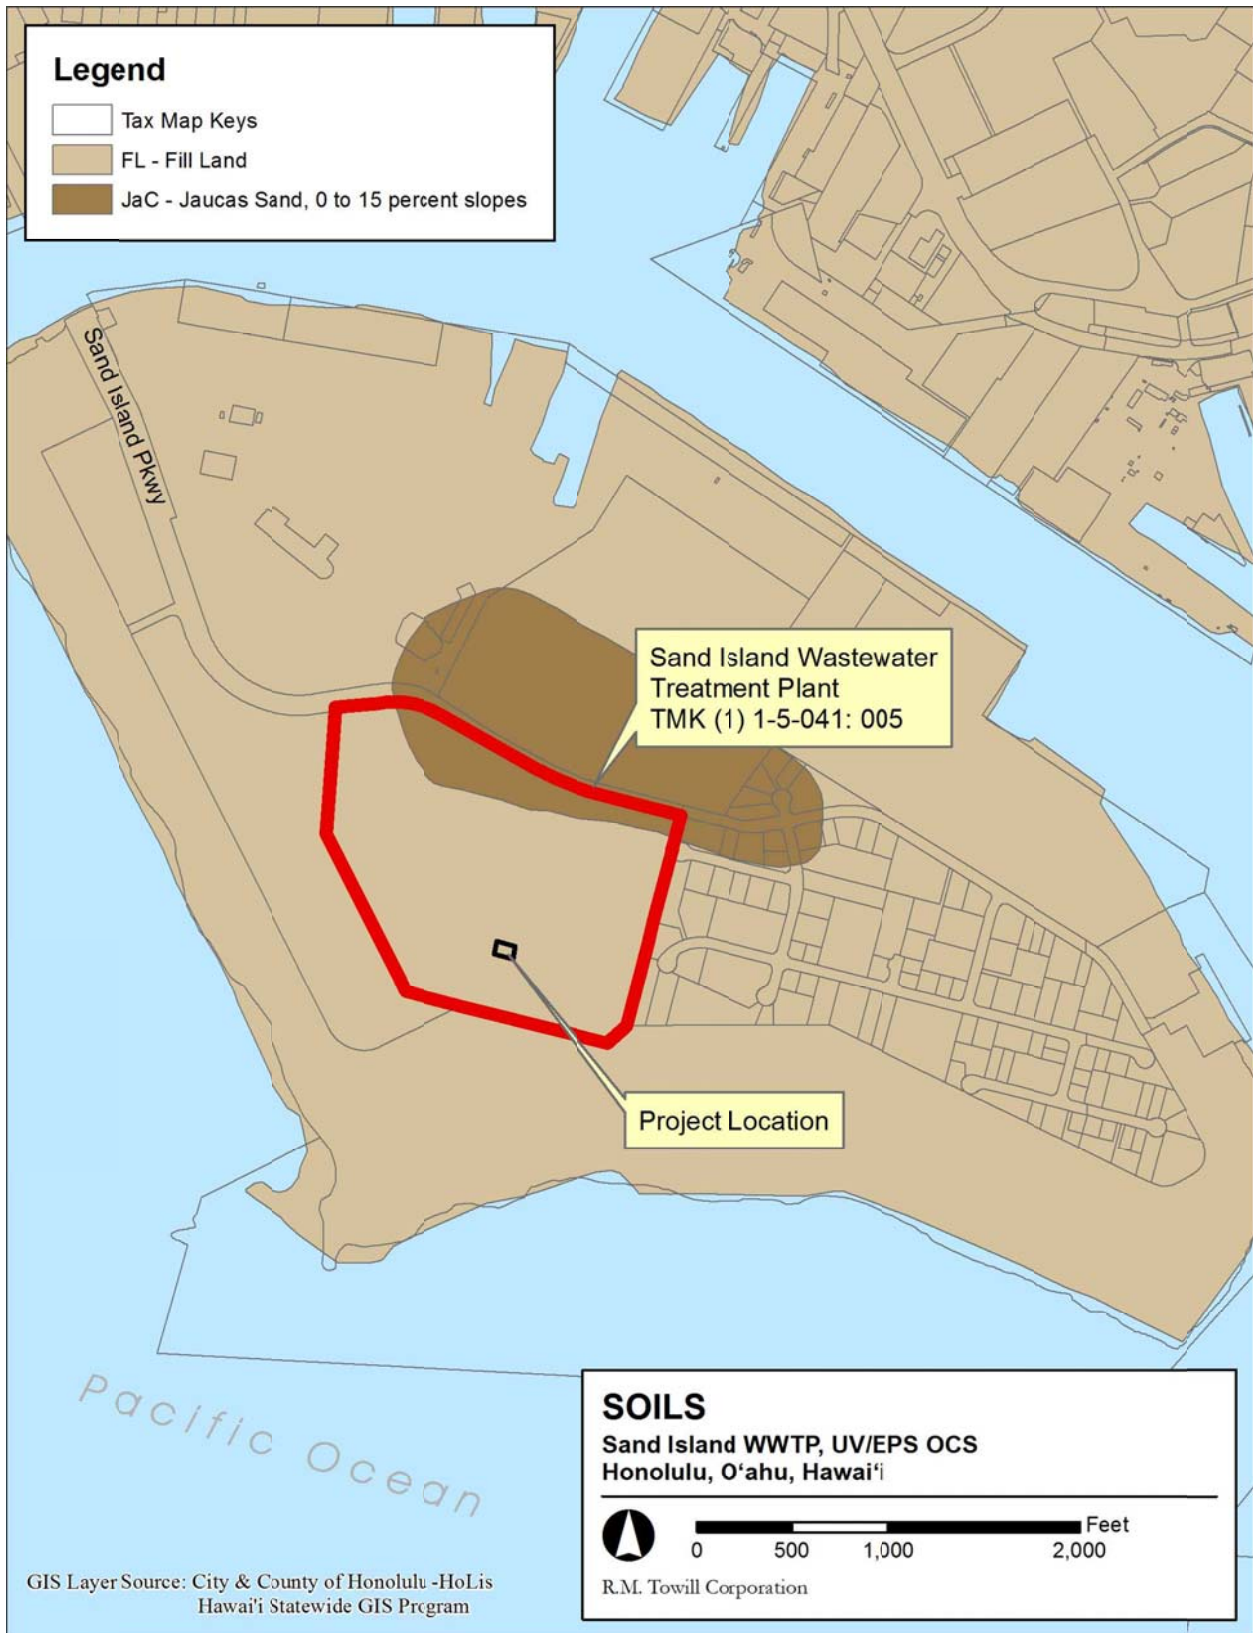 Legend
Tax Map Keys
FL - Fill Land
JaC - Jaucas Sand, 0 to 15 percent slopes
Sand Island Pkwy
Sand Island Wastewater
Treatment Plant
TMK (1) 1-5-041: 005
Project Location
Pacific Ocean
SOILS
Sand Island WWTP, UV/EPS OCS
Honolulu, Oʻahu, Hawaiʻi
Feet
0 500 1,000 2,000
R.M. Towill Corporation
GIS Layer Source: City & County of Honolulu -HoLis
Hawai'i Statewide GIS Program